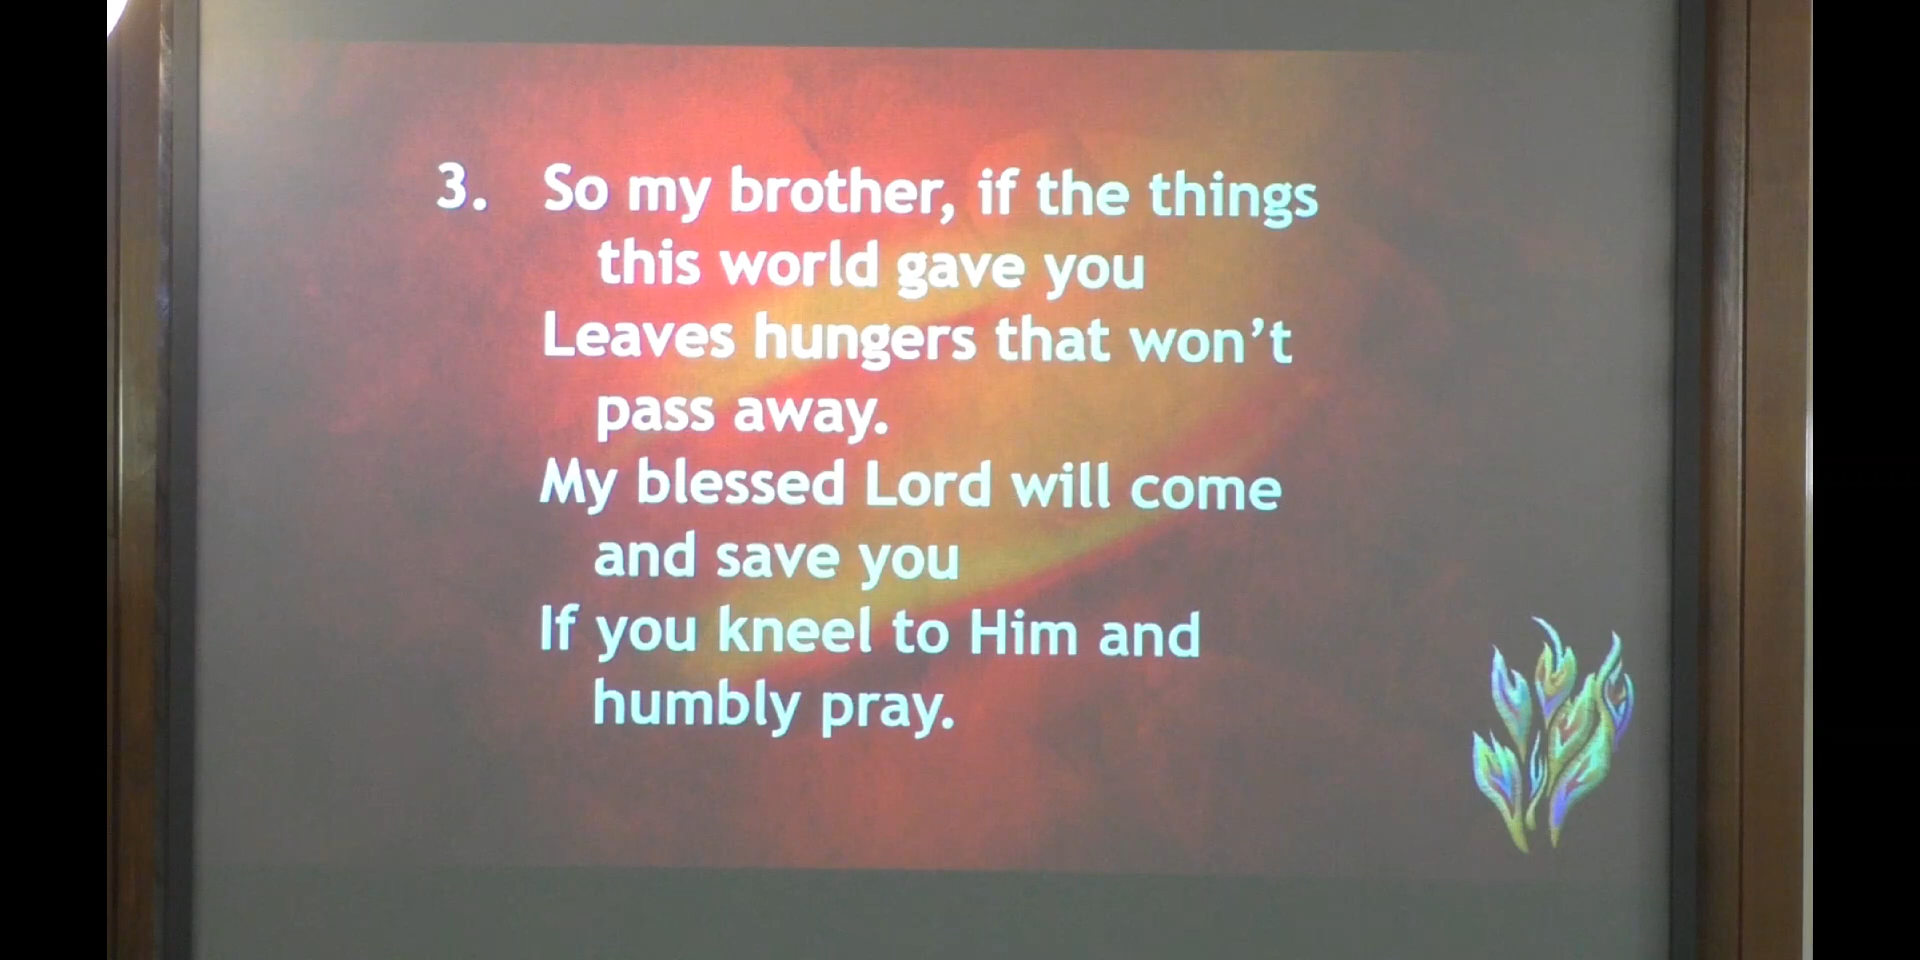 3. So my brother, if the things
this world gave you
Leaves hungers that won’t
pass away.
My blessed Lord will come
and save you
If you kneel to Him and
humbly pray.